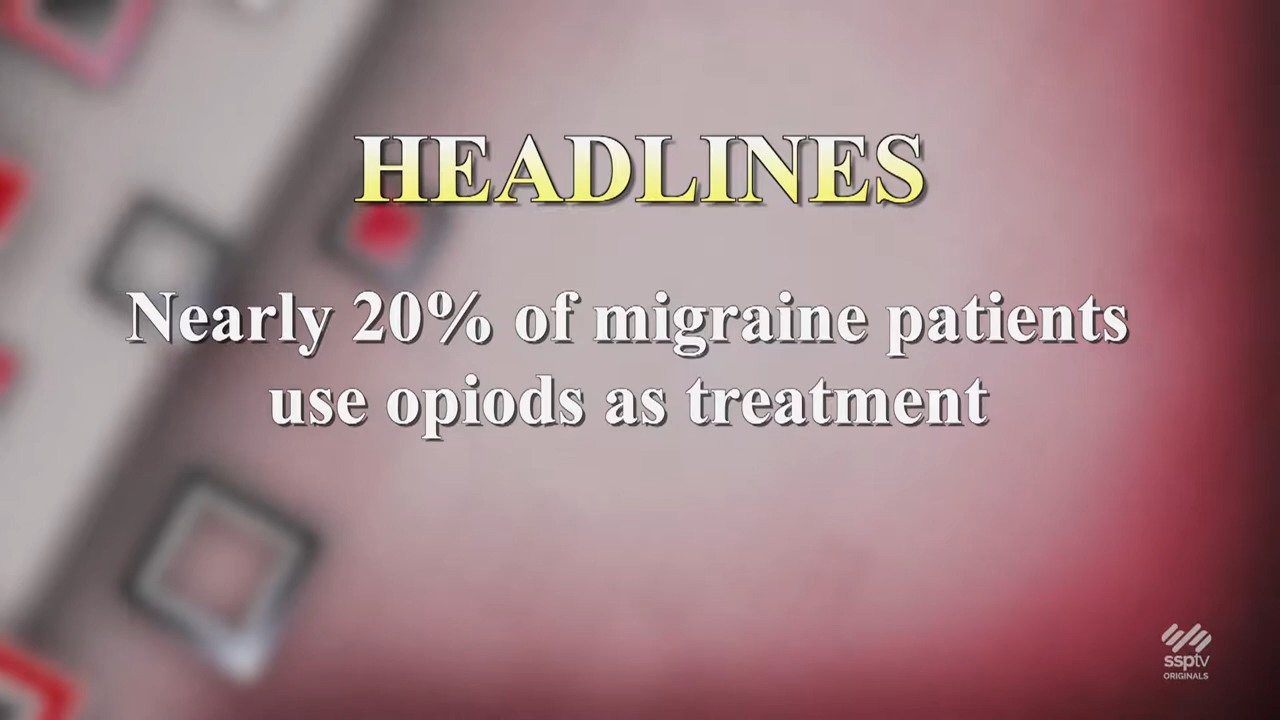 HEADLINES
Nearly 20% of migraine patients
use opiods as treatment
ssptv
ORIGINALS